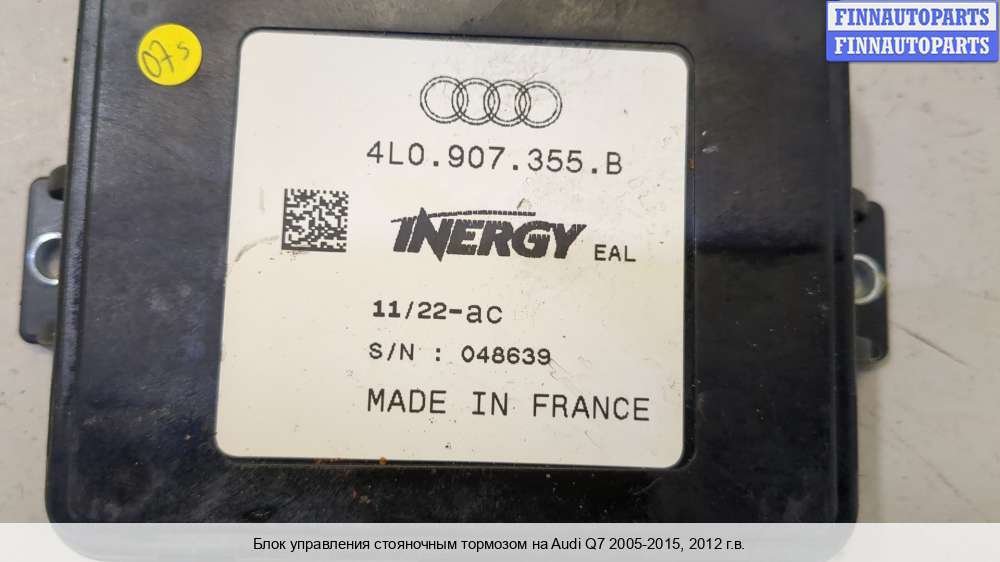 FINNAUTOPARTS
FINNAUTOPARTS
07s
4L0.907.355.B
INERGY EAL
11/22-ac
S/N : 048639
MADE IN FRANCE
Блок управления стояночным тормозом на Audi Q7 2005-2015, 2012 г.в.